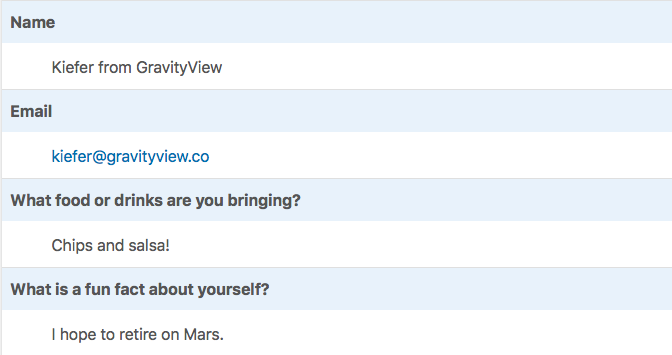 Name
Kiefer from GravityView
Email
kiefer@gravityview.co
What food or drinks are you bringing?
Chips and salsa!
What is a fun fact about yourself?
I hope to retire on Mars.